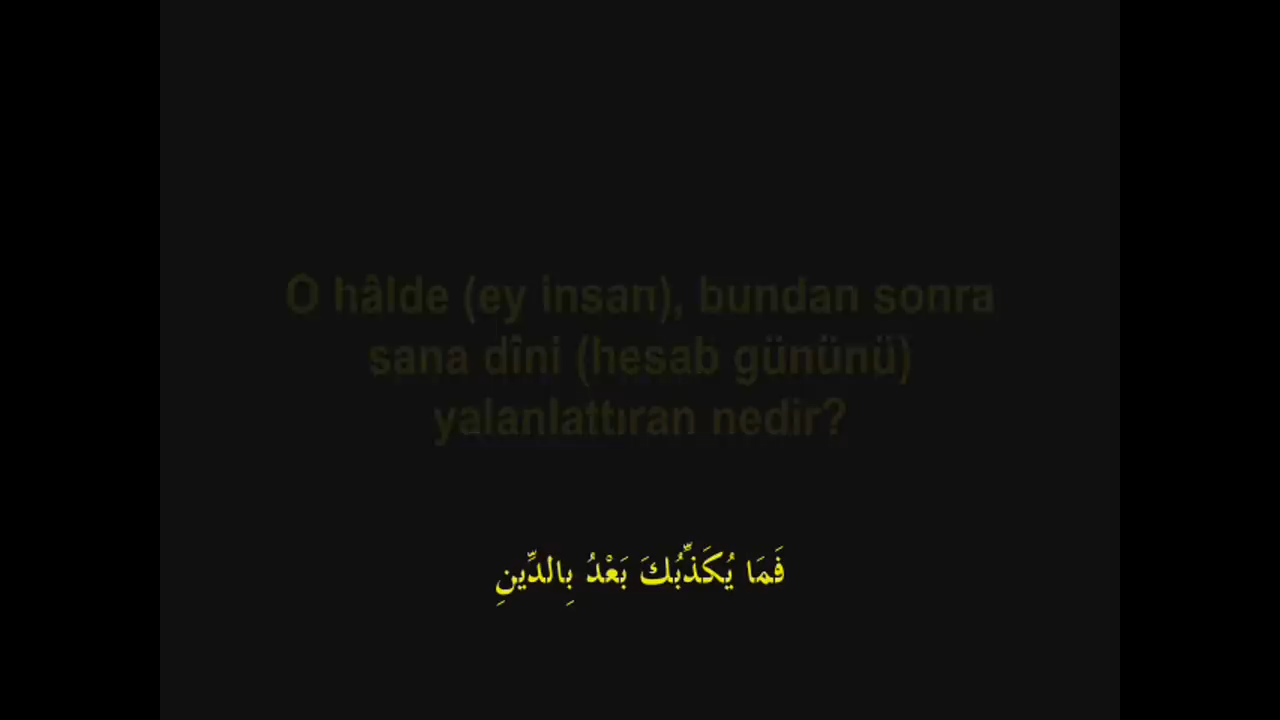 O hâlde (ey insan), bundan sonra
sana dîni (hesab gününü)
yalanlattıran nedir?
فَمَا يُكَذِّبُكَ بَعْدُ بِالدِّينِ